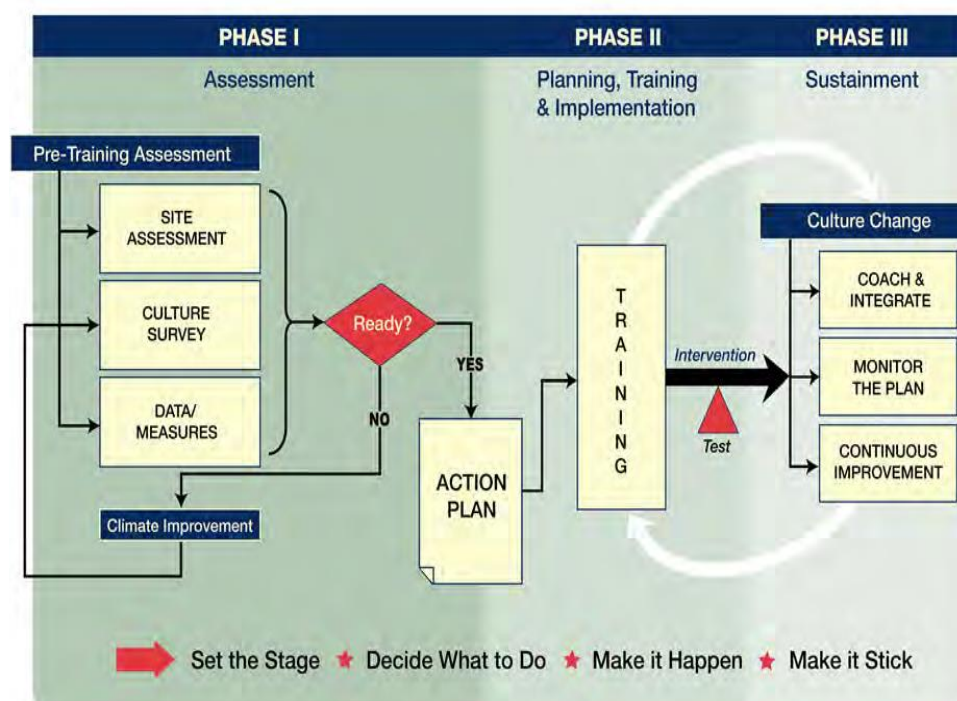 PHASE I
PHASE II
PHASE III
Assessment
Planning, Training
& Implementation
Sustainment
Pre-Training Assessment
SITE
ASSESSMENT
CULTURE
SURVEY
DATA/
MEASURES
Ready?
YES
NO
Climate Improvement
ACTION
PLAN
TRAINING
Intervention
Test
Culture Change
COACH &
INTEGRATE
MONITOR
THE PLAN
CONTINUOUS
IMPROVEMENT
Set the Stage ★ Decide What to Do ★ Make it Happen ★ Make it Stick